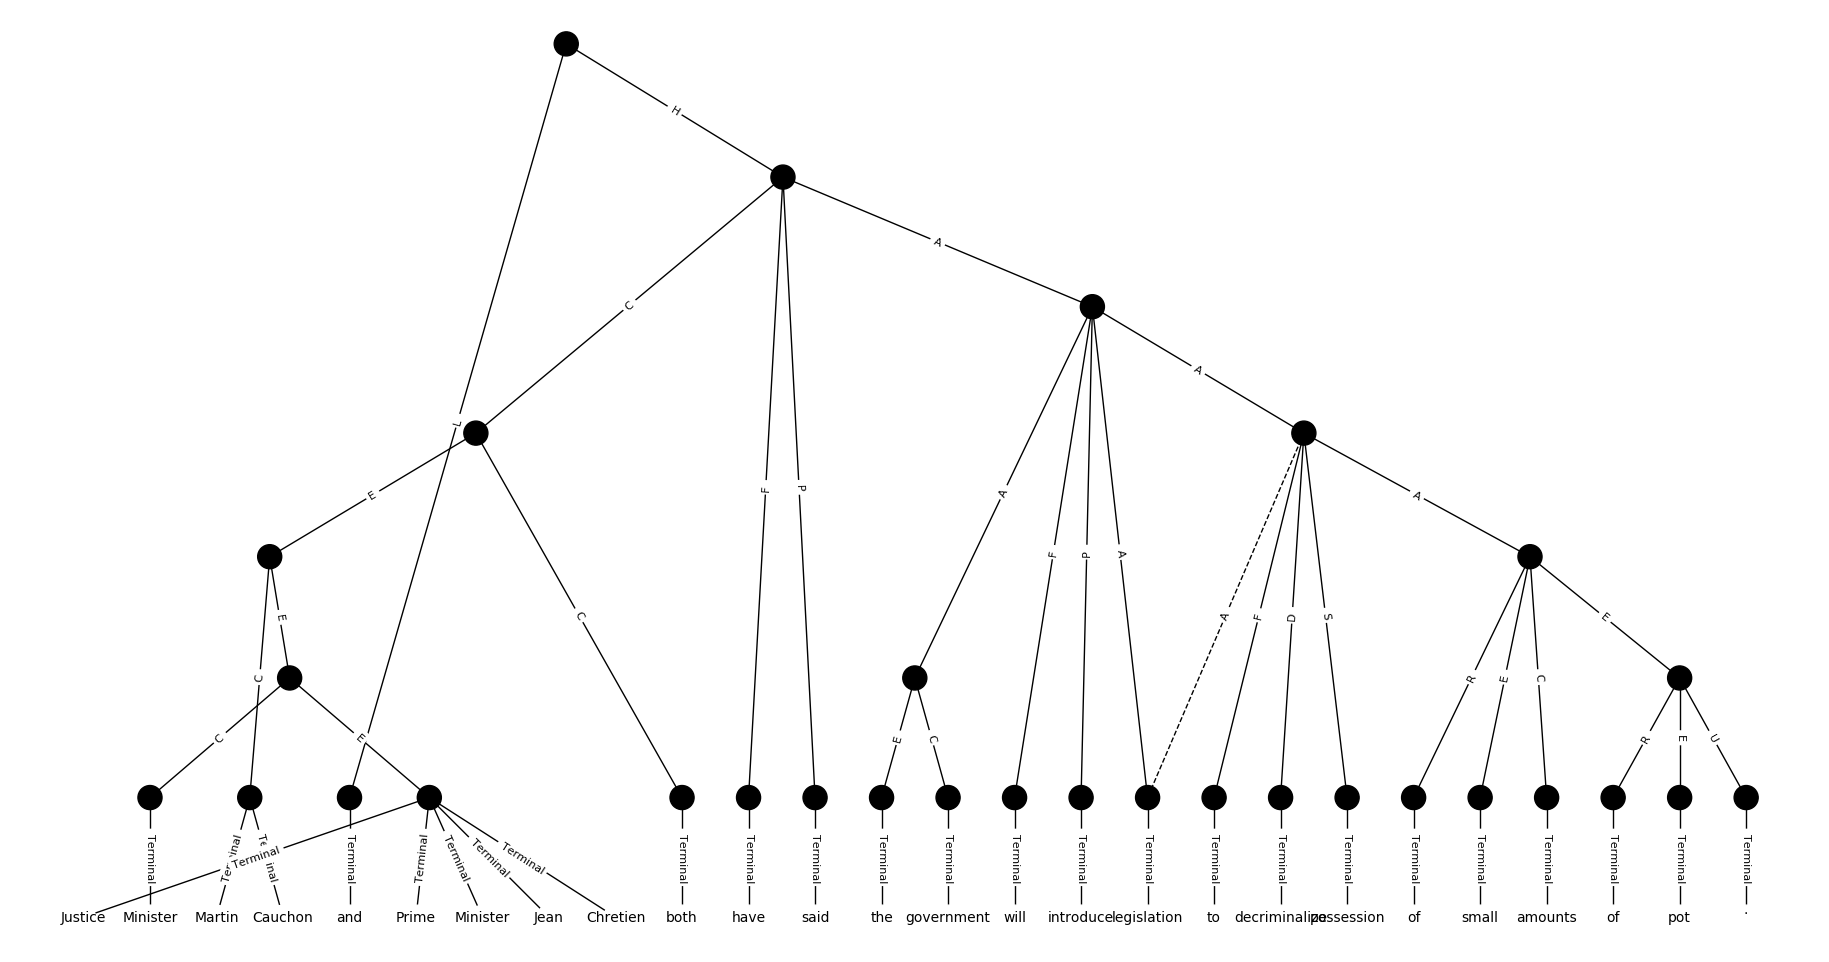 H
A
C
L
A
E
F
P
A
F
P
A
A
E
C
C
A
F
D
S
R
E
C
E
C
E
E
C
R
E
U
Terminal Terminal Terminal Terminal Terminal Terminal Terminal Terminal Terminal Terminal Terminal Terminal Terminal Terminal Terminal Terminal Terminal Terminal Terminal Terminal Terminal Terminal Terminal Terminal Terminal Terminal
Justice Minister Martin Cauchon and Prime Minister Jean Chretien both have said the government will introduce legislation to decriminalize possession of small amounts of pot .